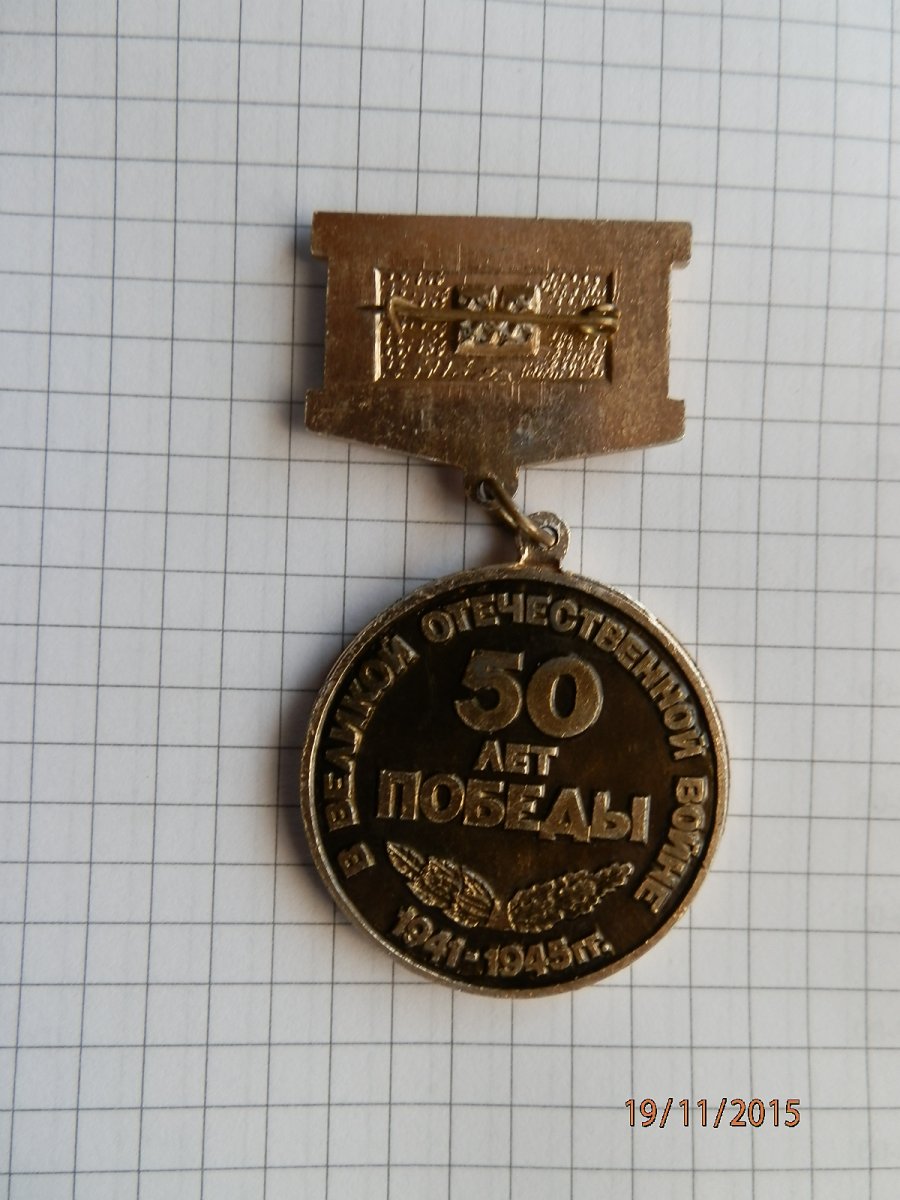 В ВЕЛИКОЙ ОТЕЧЕСТВЕННОЙ ВОЙНЕ
50
ЛЕТ
ПОБЕДЫ
1941-1945гг.
19/11/2015